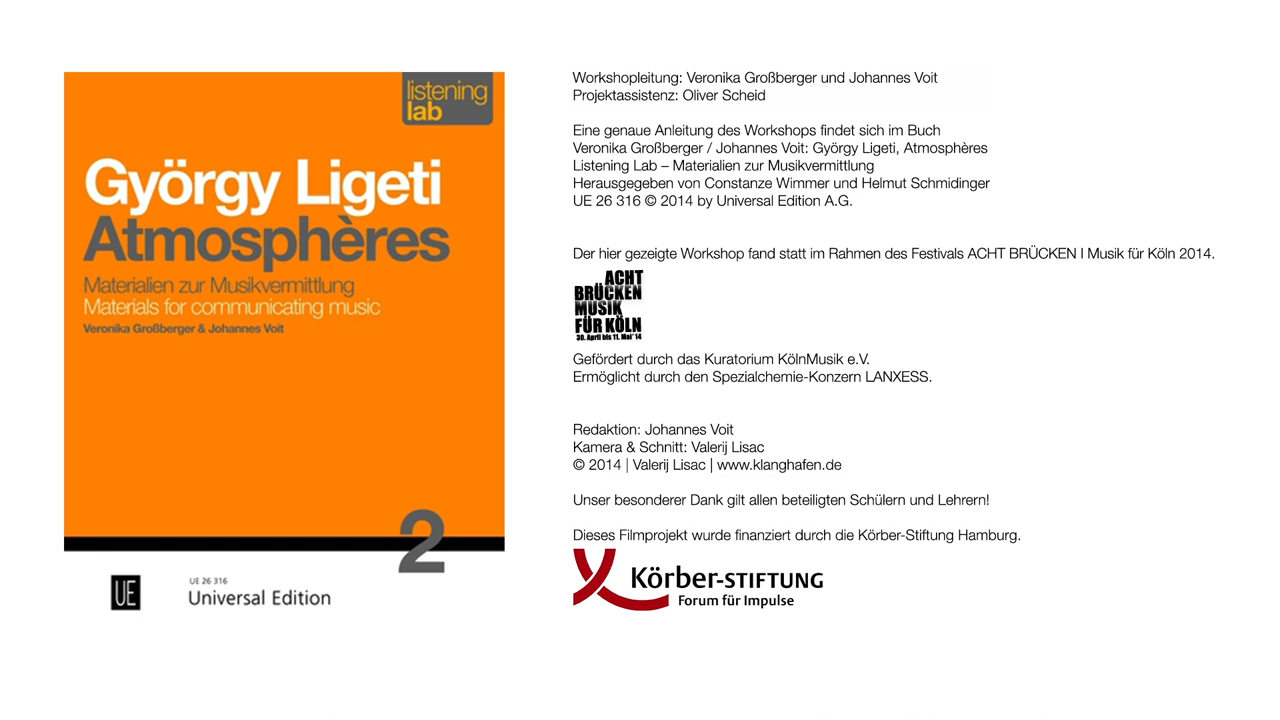 listening
lab
György Ligeti
Atmosphères
Materialien zur Musikvermittlung
Materials for communicating music
Veronika Großberger & Johannes Voit
2
UE
UE 26 316
Universal Edition
Workshopleitung: Veronika Großberger und Johannes Voit
Projektassistenz: Oliver Scheid
Eine genaue Anleitung des Workshops findet sich im Buch
Veronika Großberger / Johannes Voit: György Ligeti, Atmosphères
Listening Lab – Materialien zur Musikvermittlung
Herausgegeben von Constanze Wimmer und Helmut Schmidinger
UE 26 316 © 2014 by Universal Edition A.G.
Der hier gezeigte Workshop fand statt im Rahmen des Festivals ACHT BRÜCKEN I Musik für Köln 2014.
ACHT
BRÜCKEN
MUSIK
FÜR KÖLN
30. April bis 11. Mai '14
Gefördert durch das Kuratorium KölnMusik e.V.
Ermöglicht durch den Spezialchemie-Konzern LANXESS.
Redaktion: Johannes Voit
Kamera & Schnitt: Valerij Lisac
© 2014 | Valerij Lisac | www.klanghafen.de
Unser besonderer Dank gilt allen beteiligten Schülern und Lehrern!
Dieses Filmprojekt wurde finanziert durch die Körber-Stiftung Hamburg.
Körber-STIFTUNG
Forum für Impulse